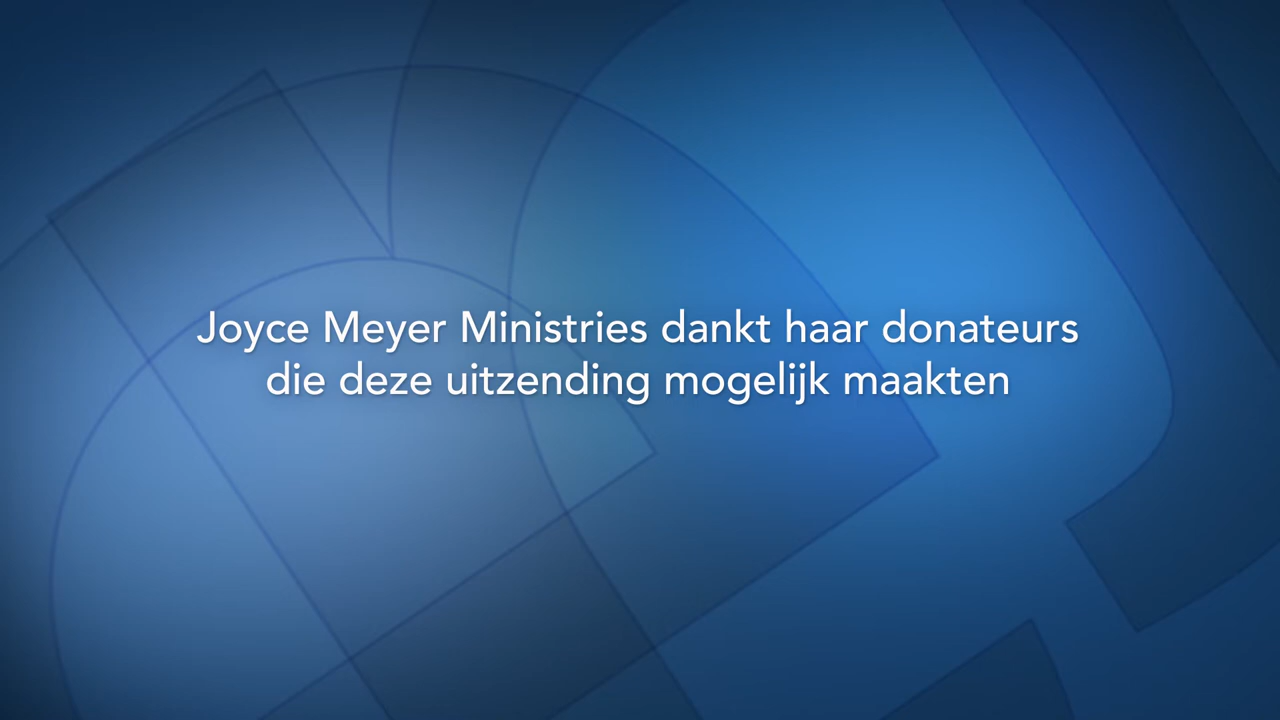 Joyce Meyer Ministries dankt haar donateurs
die deze uitzending mogelijk maakten